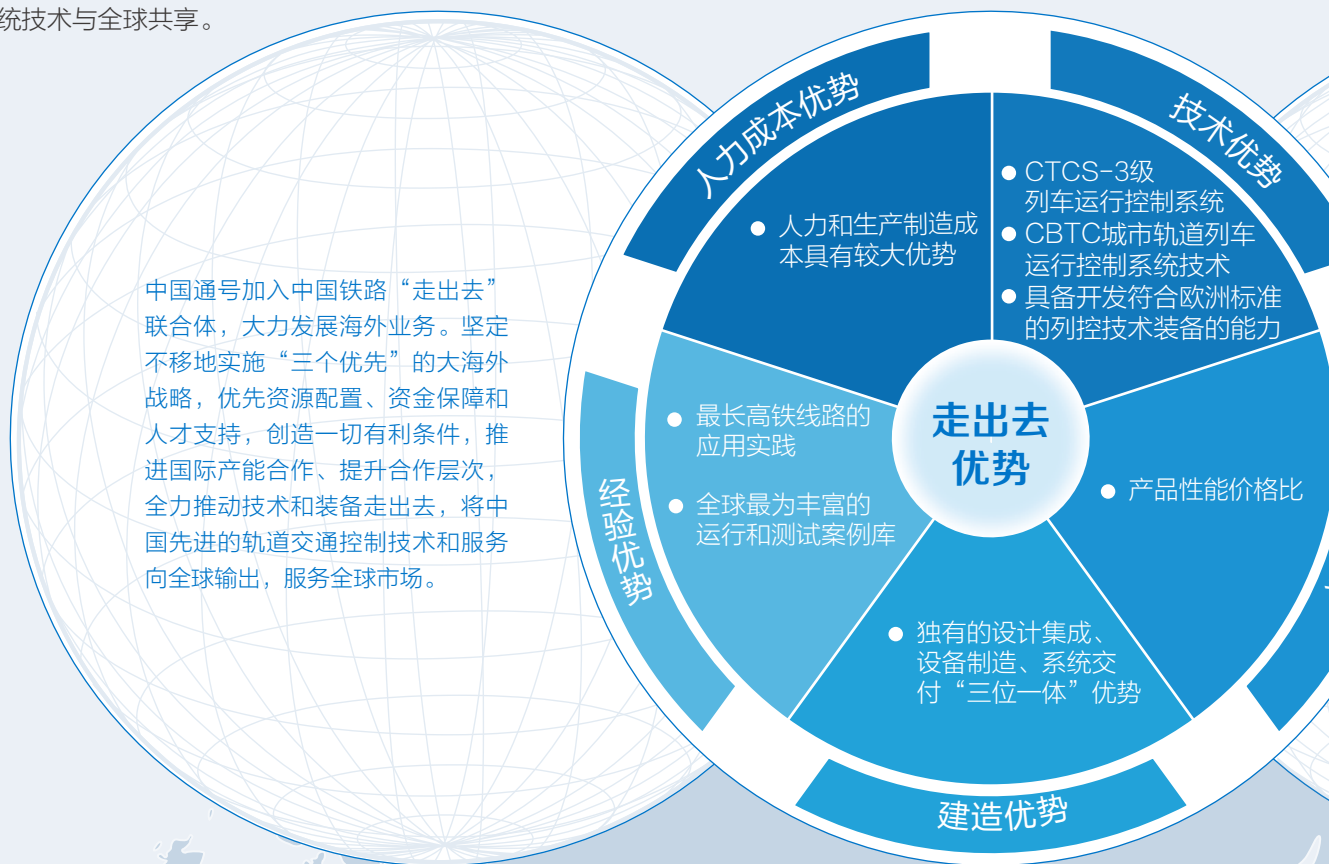 统技术与全球共享。
中国通号加入中国铁路“走出去”
联合体，大力发展海外业务。坚定
不移地实施“三个优先”的大海外
战略，优先资源配置、资金保障和
人才支持，创造一切有利条件，推
进国际产能合作、提升合作层次，
全力推动技术和装备走出去，将中
国先进的轨道交通控制技术和服务
向全球输出，服务全球市场。
人力成本优势
● 人力和生产制造成
本具有较大优势
技术优势
● CTCS-3级
列车运行控制系统
● CBTC城市轨道列车
运行控制系统技术
● 具备开发符合欧洲标准
的列控技术装备的能力
走出去
优势
经验优势
● 最长高铁线路的
应用实践
● 全球最为丰富的
运行和测试案例库
● 产品性能价格比
● 独有的设计集成、
设备制造、系统交
付“三位一体”优势
建造优势